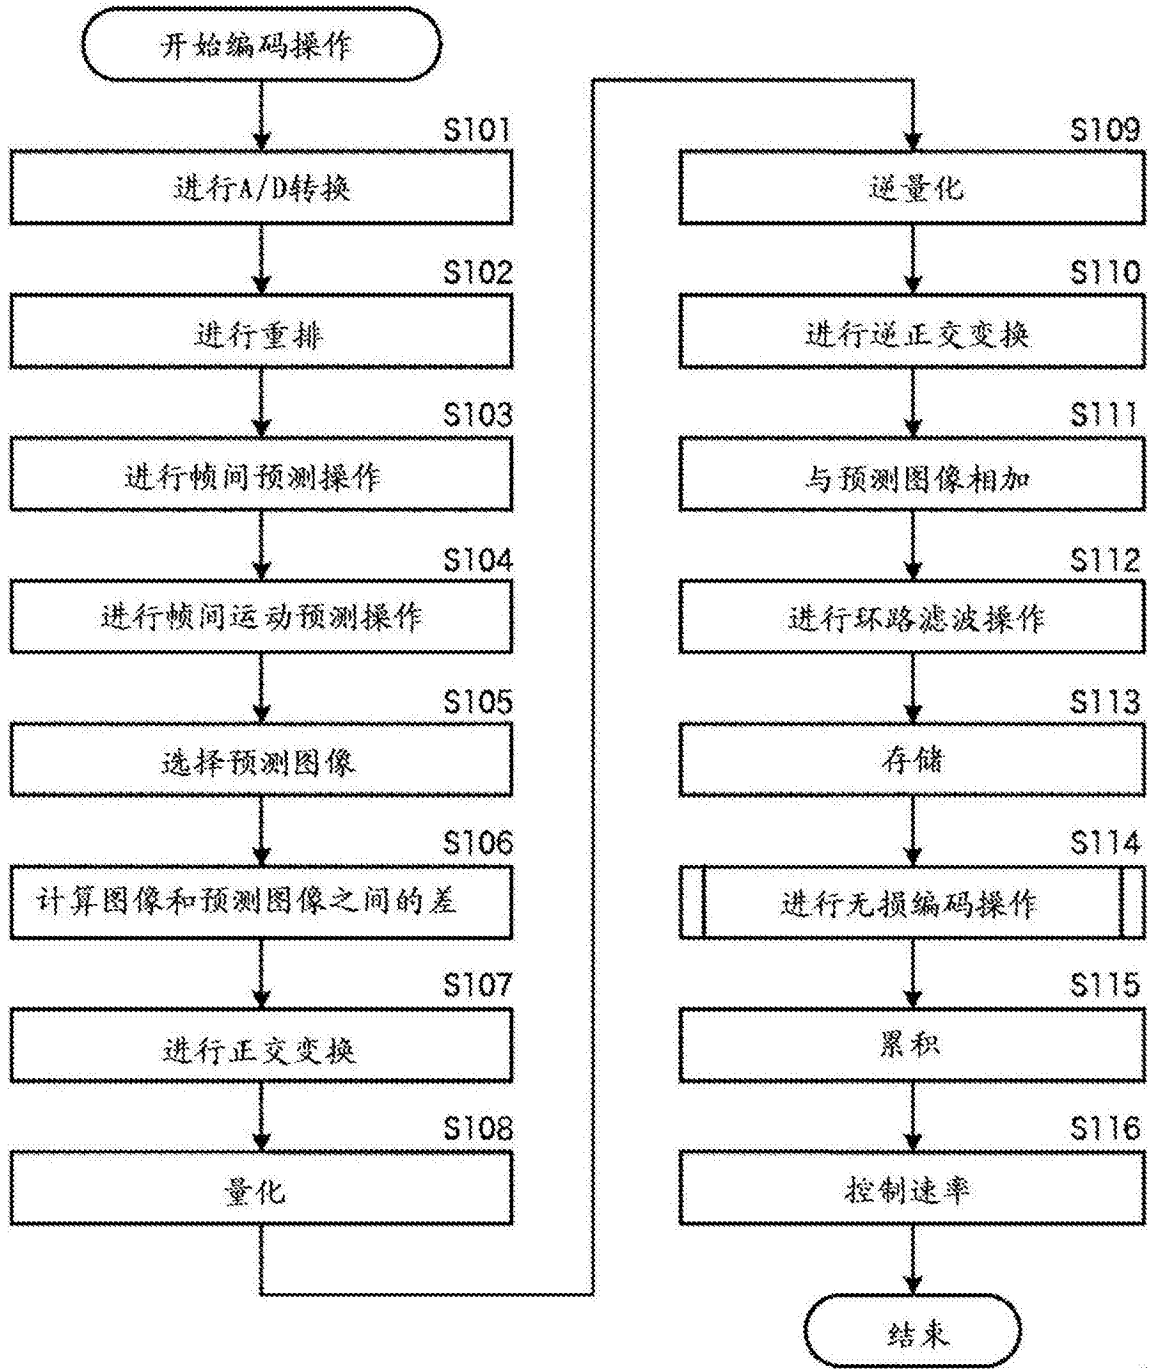 开始编码操作
S101
进行A/D转换
S102
进行重排
S103
进行帧间预测操作
S104
进行帧间运动预测操作
S105
选择预测图像
S106
计算图像和预测图像之间的差
S107
进行正交变换
S108
量化
S109
逆量化
S110
进行逆正交变换
S111
与预测图像相加
S112
进行环路滤波操作
S113
存储
S114
进行无损编码操作
S115
累积
S116
控制速率
结束